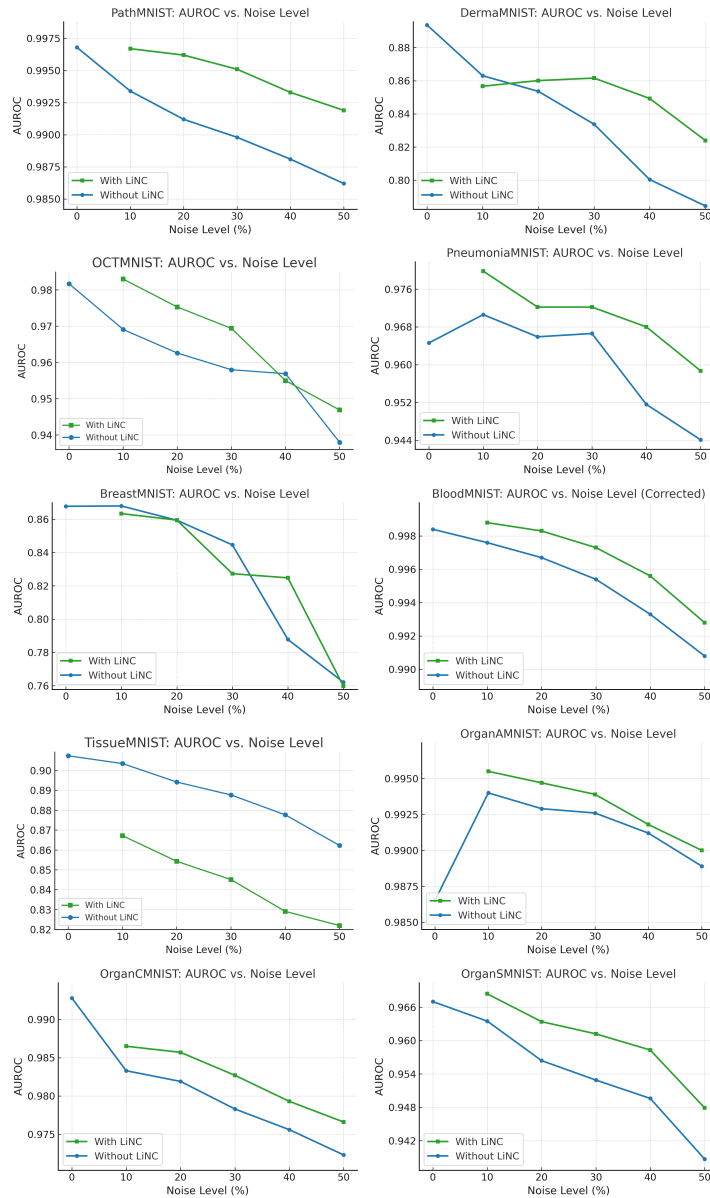 PathMNIST: AUROC vs. Noise Level
0.9975
0.9950
0.9925
0.9900
0.9875
0.9850
AUROC
With LiNC
Without LiNC
0 10 20 30 40 50
Noise Level (%)
DermaMNIST: AUROC vs. Noise Level
0.88
0.86
0.84
0.82
0.80
AUROC
With LiNC
Without LiNC
0 10 20 30 40 50
Noise Level (%)
OCTMNIST: AUROC vs. Noise Level
0.98
0.97
0.96
0.95
0.94
AUROC
With LiNC
Without LiNC
0 10 20 30 40 50
Noise Level (%)
PneumoniaMNIST: AUROC vs. Noise Level
0.976
0.968
0.960
0.952
0.944
AUROC
With LiNC
Without LiNC
0 10 20 30 40 50
Noise Level (%)
BreastMNIST: AUROC vs. Noise Level
0.86
0.84
0.82
0.80
0.78
0.76
AUROC
With LiNC
Without LiNC
0 10 20 30 40 50
Noise Level (%)
BloodMNIST: AUROC vs. Noise Level (Corrected)
0.998
0.996
0.994
0.992
0.990
AUROC
With LiNC
Without LiNC
0 10 20 30 40 50
Noise Level (%)
TissueMNIST: AUROC vs. Noise Level
0.90
0.89
0.88
0.87
0.86
0.85
0.84
0.83
0.82
AUROC
With LiNC
Without LiNC
0 10 20 30 40 50
Noise Level (%)
OrganAMNIST: AUROC vs. Noise Level
0.9950
0.9925
0.9900
0.9875
0.9850
AUROC
With LiNC
Without LiNC
0 10 20 30 40 50
Noise Level (%)
OrganCMNIST: AUROC vs. Noise Level
0.990
0.985
0.980
0.975
AUROC
With LiNC
Without LiNC
0 10 20 30 40 50
Noise Level (%)
OrganSMNIST: AUROC vs. Noise Level
0.966
0.960
0.954
0.948
0.942
AUROC
With LiNC
Without LiNC
0 10 20 30 40 50
Noise Level (%)